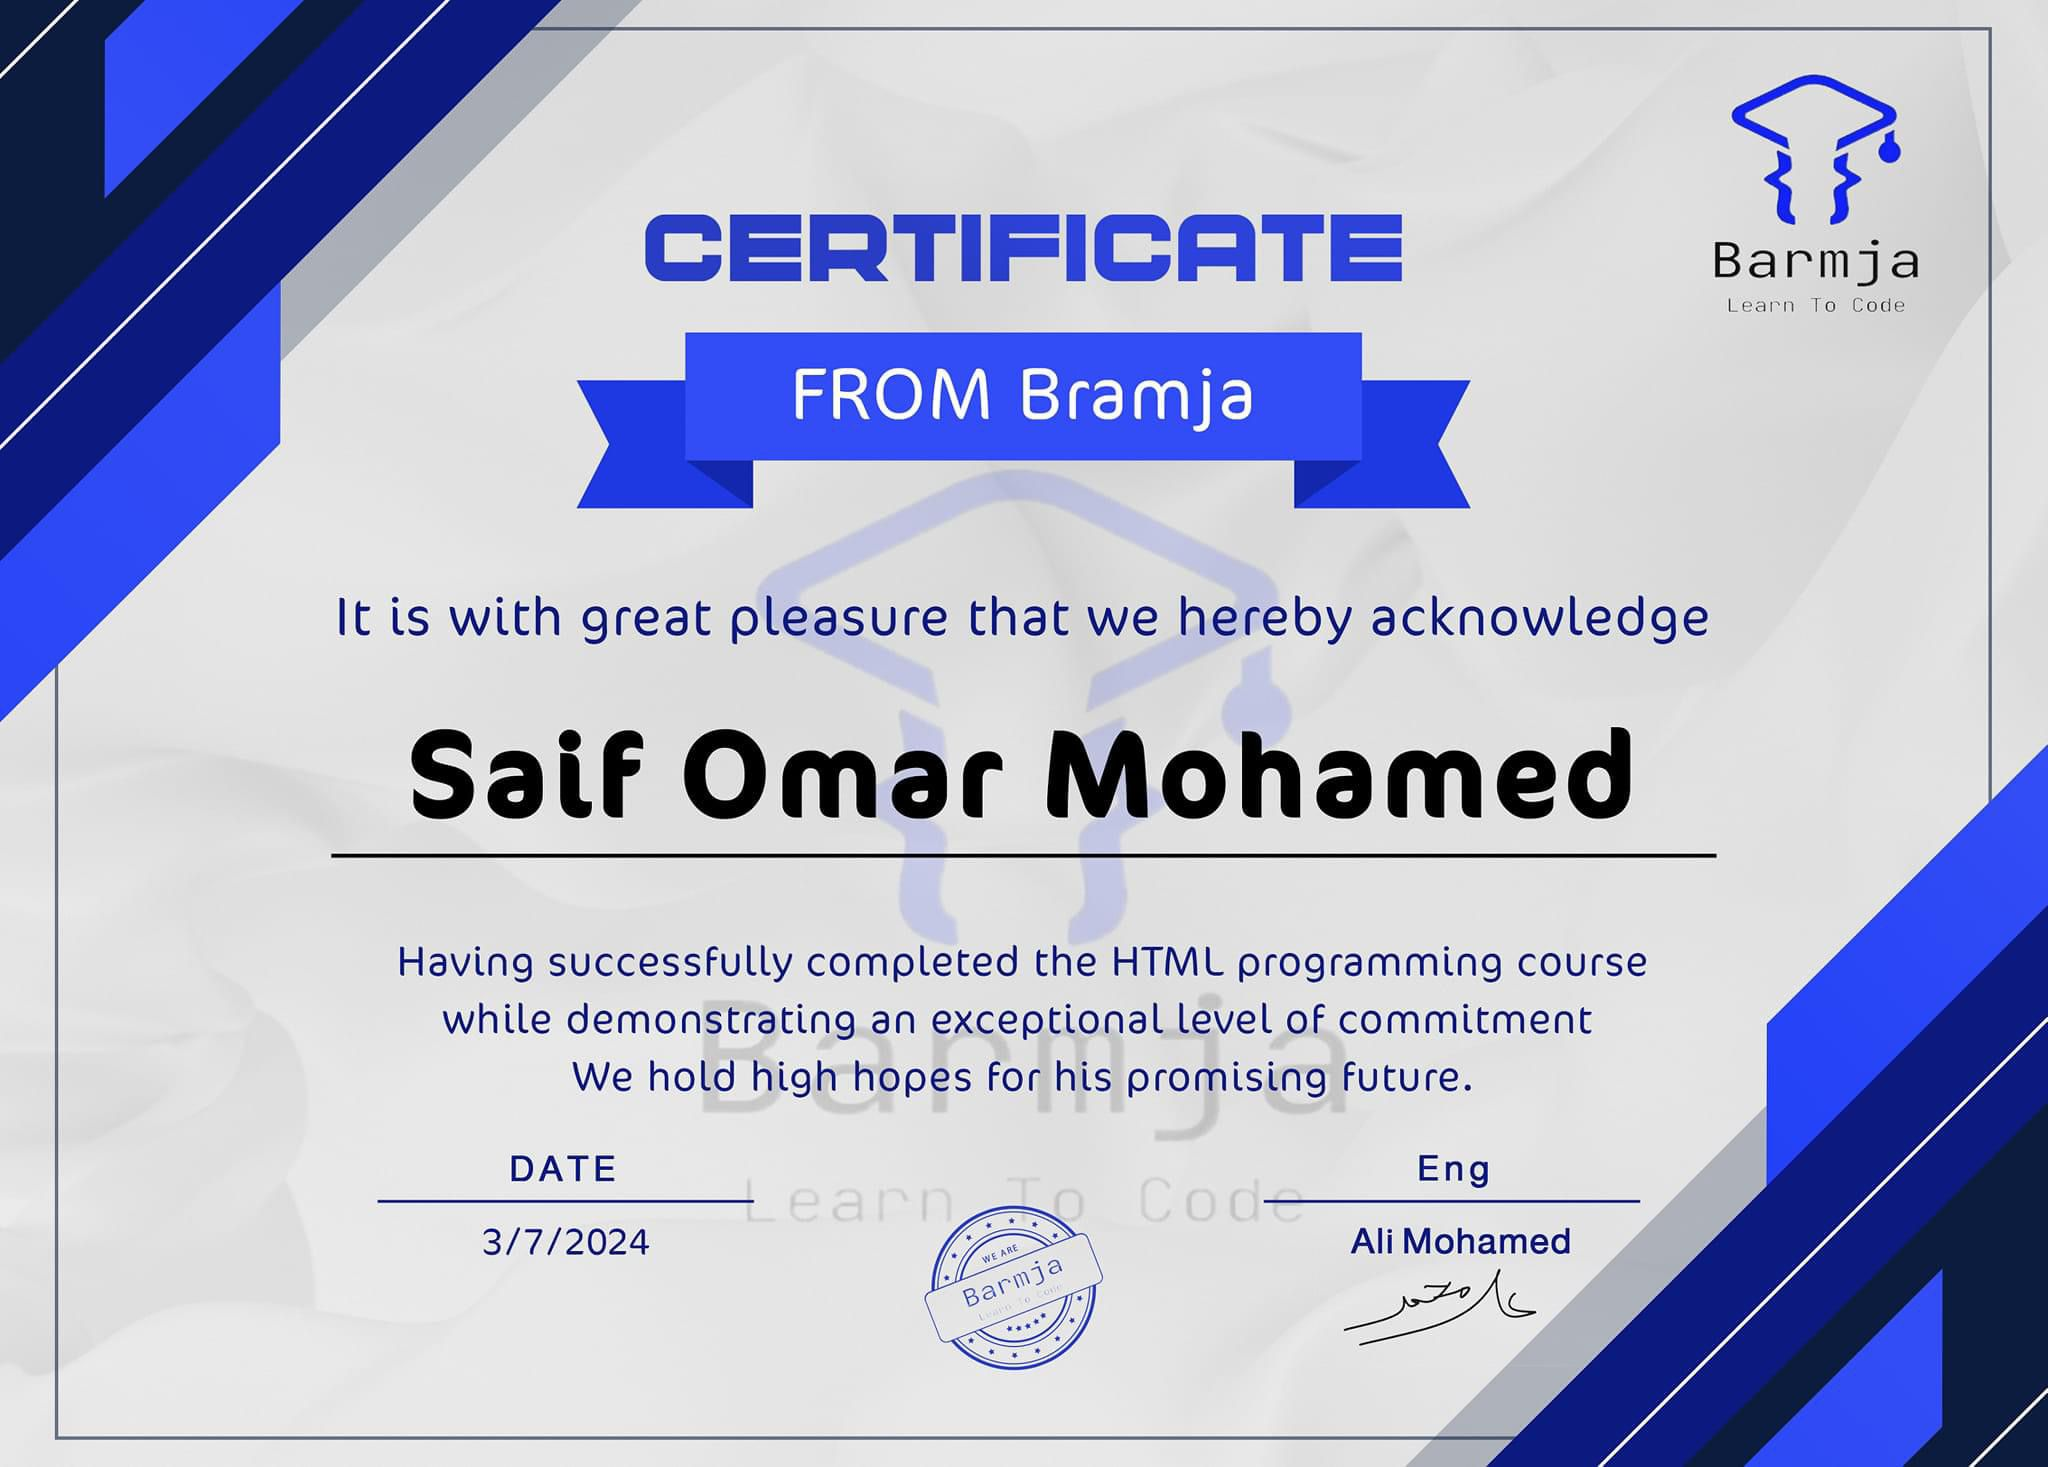 Barmja
Learn To Code
CERTIFICATE
FROM Bramja
It is with great pleasure that we hereby acknowledge
Saif Omar Mohamed
Having successfully completed the HTML programming course
while demonstrating an exceptional level of commitment
We hold high hopes for his promising future.
Barmja
Learn To Code
DATE
3/7/2024
Eng
Ali Mohamed
WE ARE
Barmja
Learn To Code